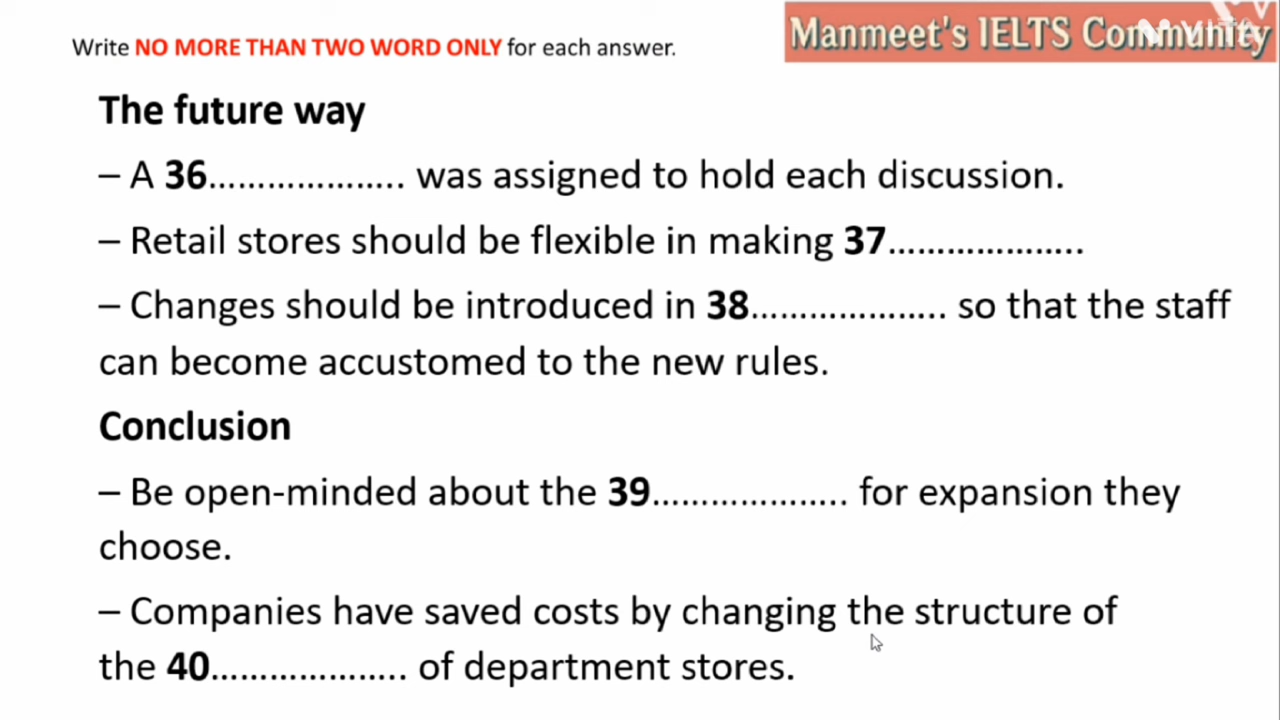 Write NO MORE THAN TWO WORD ONLY for each answer.
Manmeet's IELTS Community
The future way
– A 36.................... was assigned to hold each discussion.
– Retail stores should be flexible in making 37....................
– Changes should be introduced in 38.................... so that the staff
can become accustomed to the new rules.
Conclusion
– Be open-minded about the 39.................... for expansion they
choose.
– Companies have saved costs by changing the structure of
the 40.................... of department stores.